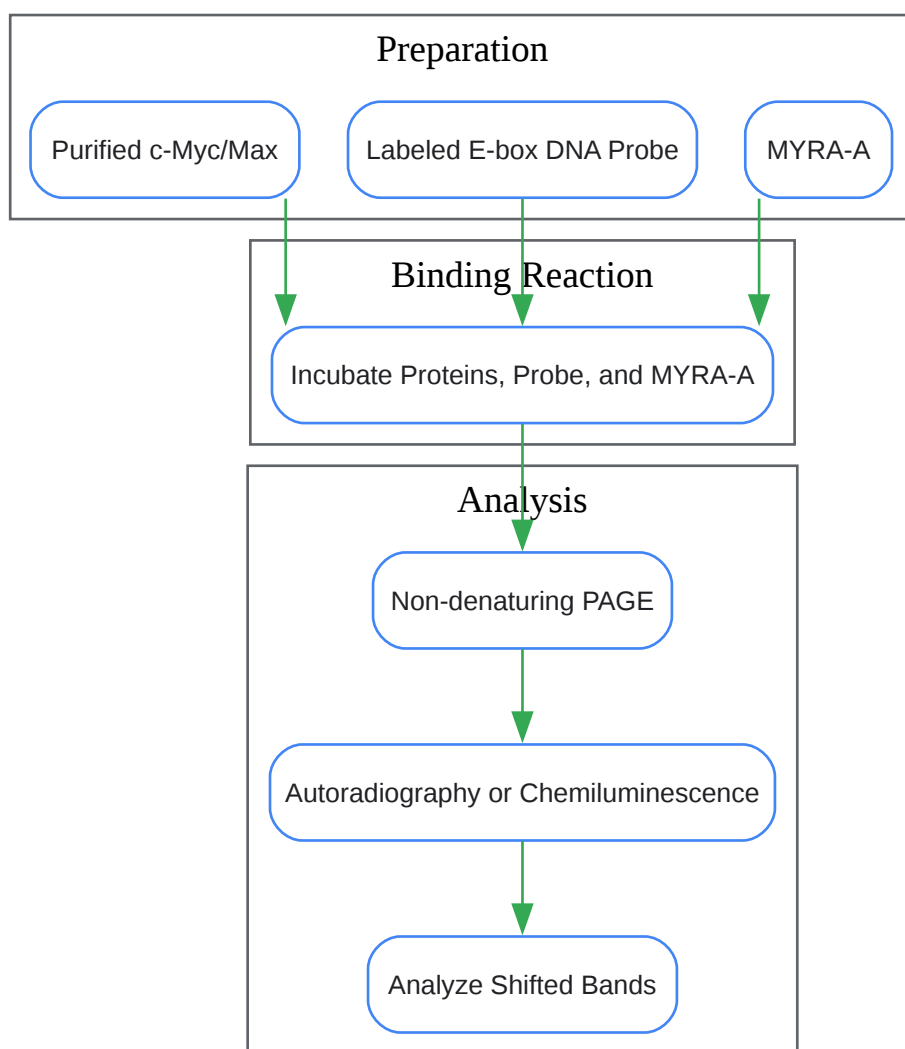 Preparation
Purified c-Myc/Max
Labeled E-box DNA Probe
MYRA-A
Binding Reaction
Incubate Proteins, Probe, and MYRA-A
Analysis
Non-denaturing PAGE
Autoradiography or Chemiluminescence
Analyze Shifted Bands